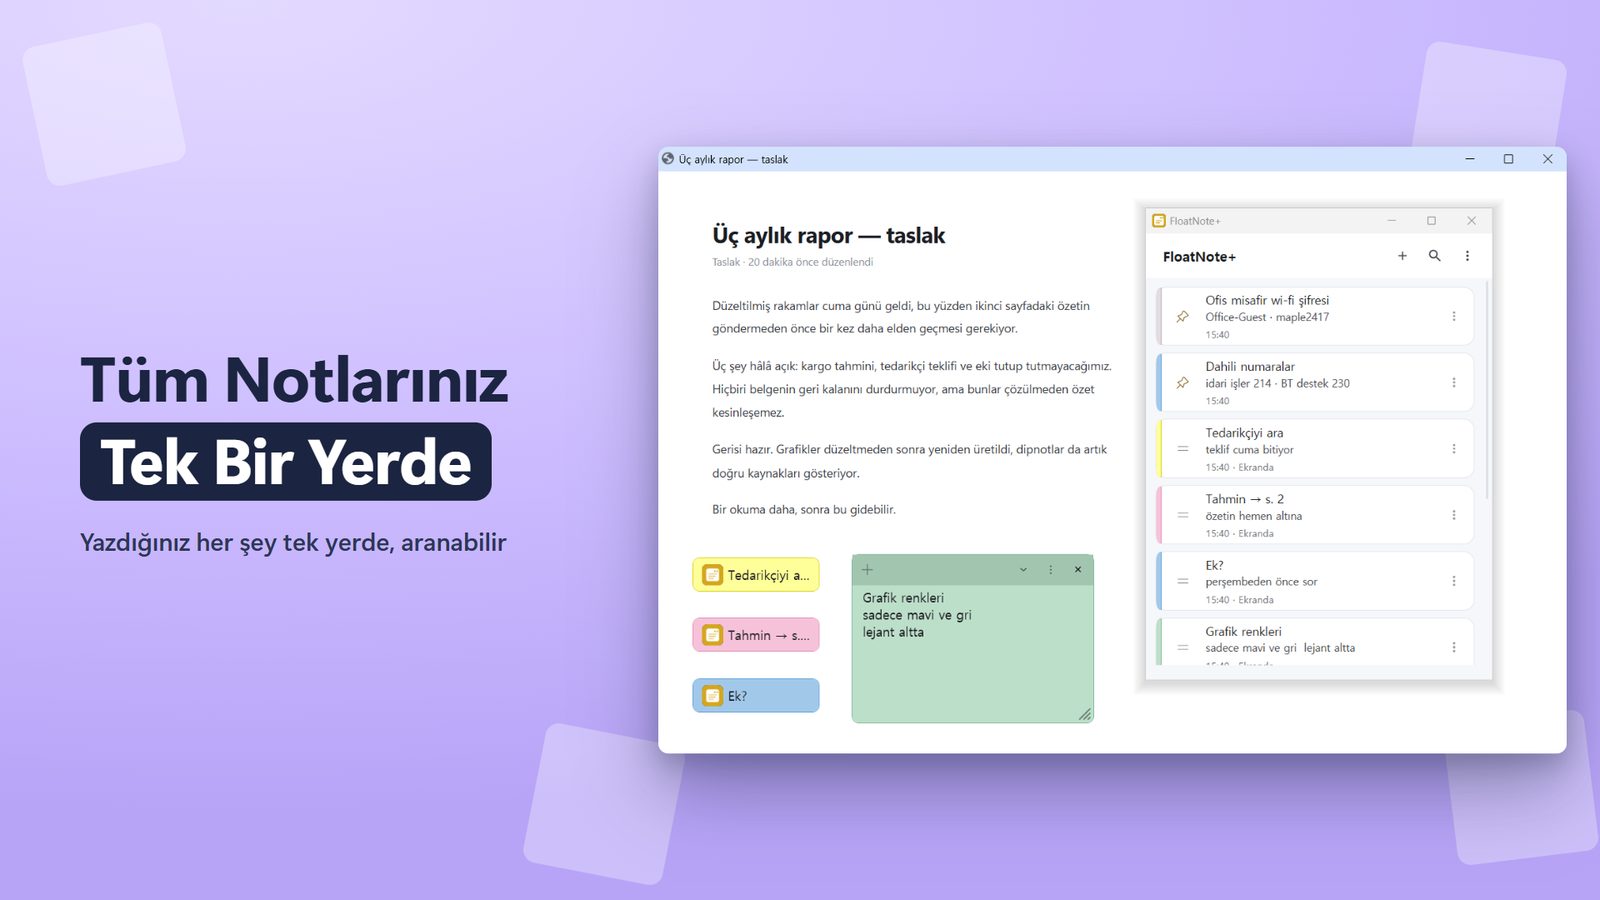 Tüm Notlarınız
Tek Bir Yerde
Yazdığınız her şey tek yerde, aranabilir
Üç aylık rapor — taslak
Üç aylık rapor — taslak
Taslak · 20 dakika önce düzenlendi
Düzeltilmiş rakamlar cuma günü geldi, bu yüzden ikinci sayfadaki özetin
göndermeden önce bir kez daha elden geçmesi gerekiyor.
Üç şey hâlâ açık: kargo tahmini, tedarikçi teklifi ve eki tutup tutmayacağımız.
Hiçbiri belgenin geri kalanını durdurmuyor, ama bunlar çözülmeden özet
kesinleşemez.
Gerisi hazır. Grafikler düzeltmeden sonra yeniden üretildi, dipnotlar da artık
doğru kaynakları gösteriyor.
Bir okuma daha, sonra bu gidebilir.
Tedarikçiyi a...
Tahmin → s....
Ek?
Grafik renkleri
sadece mavi ve gri
lejant altta
FloatNote+
FloatNote+
Ofis misafir wi-fi şifresi
Office-Guest · maple2417
15:40
Dahili numaralar
idari işler 214 · BT destek 230
15:40
Tedarikçiyi ara
teklif cuma bitiyor
15:40 · Ekranda
Tahmin → s. 2
özetin hemen altına
15:40 · Ekranda
Ek?
perşembeden önce sor
15:40 · Ekranda
Grafik renkleri
sadece mavi ve gri  lejant altta